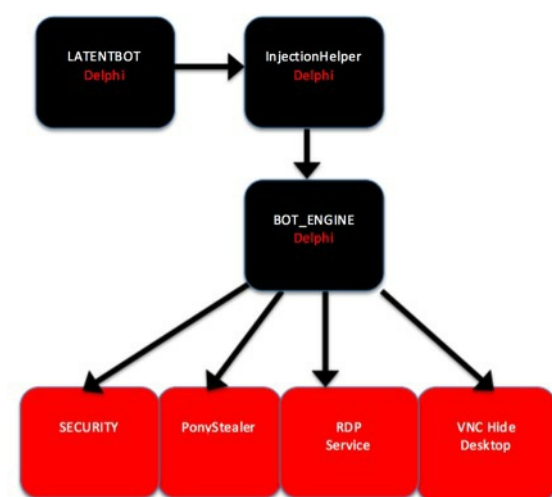 LATENTBOT
Delphi
InjectionHelper
Delphi
BOT_ENGINE
Delphi
SECURITY
PonyStealer
RDP
Service
VNC Hide
Desktop